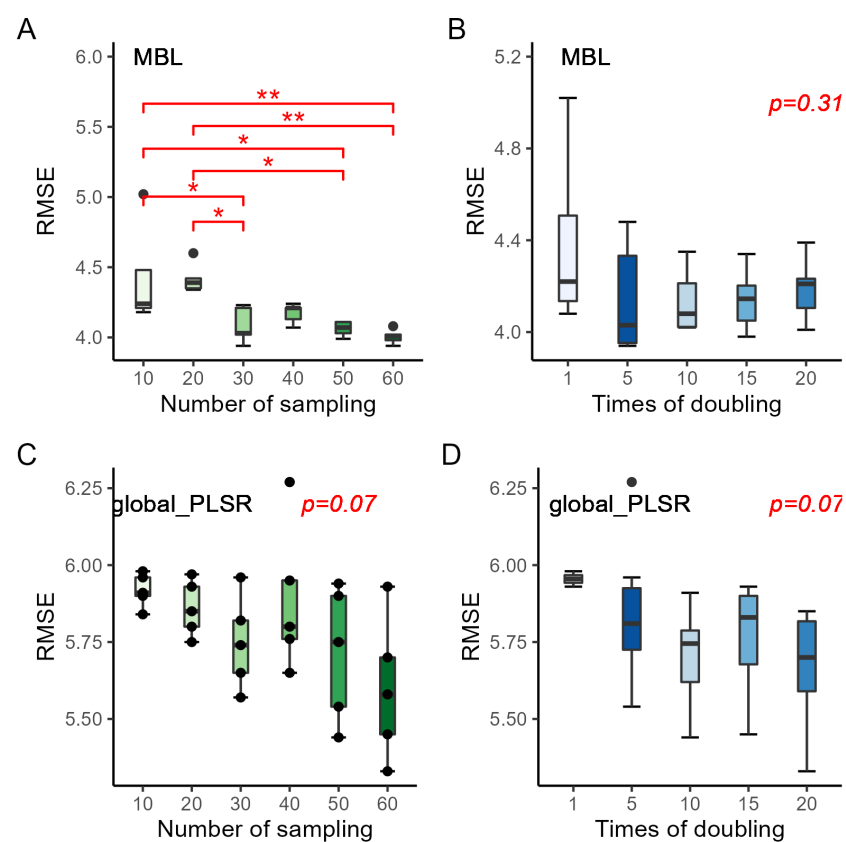 A
MBL
6.0
5.5
5.0
4.5
4.0
RMSE
**
**
*
*
*
*
10 20 30 40 50 60
Number of sampling
B
MBL
p=0.31
5.2
4.8
4.4
4.0
RMSE
1 5 10 15 20
Times of doubling
C
global_PLSR
p=0.07
6.25
6.00
5.75
5.50
RMSE
10 20 30 40 50 60
Number of sampling
D
global_PLSR
p=0.07
6.25
6.00
5.75
5.50
RMSE
1 5 10 15 20
Times of doubling